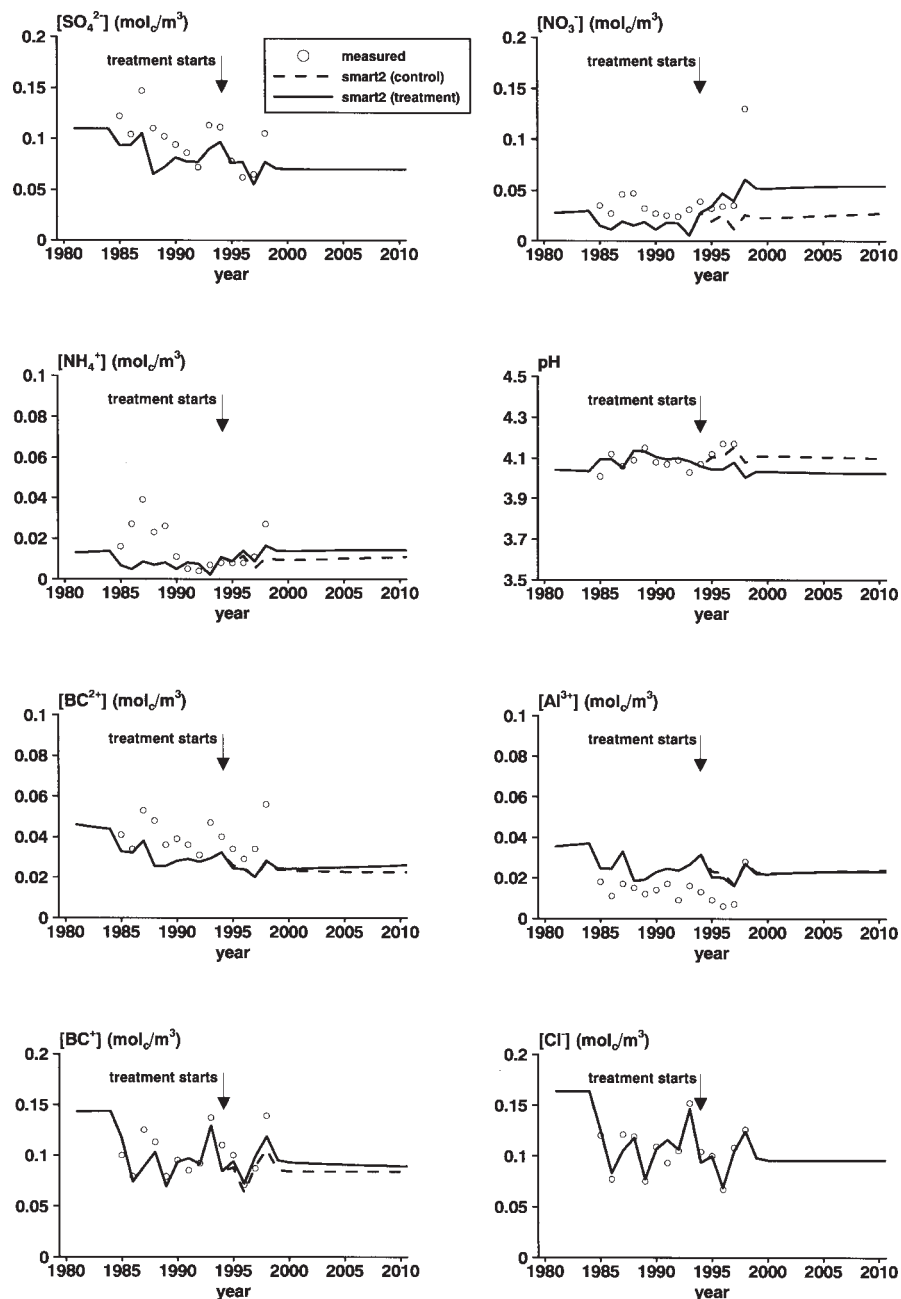 [SO₄²⁻] (mol_c/m³)
0.2
0.15
0.1
0.05
0
treatment starts
1980 1985 1990 1995 2000 2005 2010
year
measured
smart2 (control)
smart2 (treatment)
[NO₃⁻] (mol_c/m³)
0.2
0.15
0.1
0.05
0
treatment starts
1980 1985 1990 1995 2000 2005 2010
year
[NH₄⁺] (mol_c/m³)
0.1
0.08
0.06
0.04
0.02
0
treatment starts
1980 1985 1990 1995 2000 2005 2010
year
pH
4.5
4.3
4.1
3.9
3.7
3.5
treatment starts
1980 1985 1990 1995 2000 2005 2010
year
[BC²⁺] (mol_c/m³)
0.1
0.08
0.06
0.04
0.02
0
treatment starts
1980 1985 1990 1995 2000 2005 2010
year
[Al³⁺] (mol_c/m³)
0.1
0.08
0.06
0.04
0.02
0
treatment starts
1980 1985 1990 1995 2000 2005 2010
year
[BC⁺] (mol_c/m³)
0.2
0.15
0.1
0.05
0
treatment starts
1980 1985 1990 1995 2000 2005 2010
year
[Cl⁻] (mol_c/m³)
0.2
0.15
0.1
0.05
0
treatment starts
1980 1985 1990 1995 2000 2005 2010
year